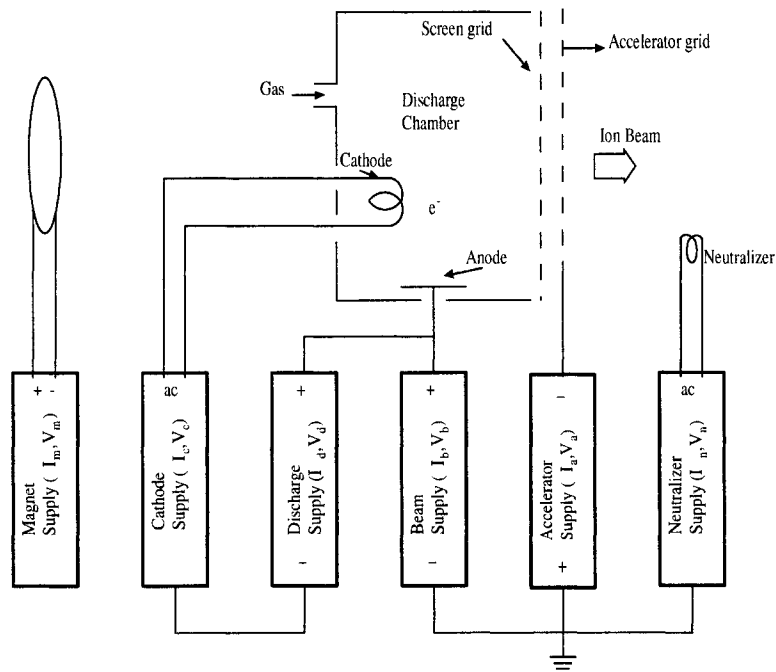 Screen grid
Accelerator grid
Gas
Discharge
Chamber
Ion Beam
Cathode
e⁻
Anode
Neutralizer
+ -
ac
+
+
−
ac
Magnet
Supply ( I_m,V_m)
Cathode
Supply ( I_c,V_c)
Discharge
Supply ( I_d,V_d)
Beam
Supply ( I_b,V_b)
Accelerator
Supply ( I_a,V_a)
Neutralizer
Supply (I_n,V_n)
−
−
+